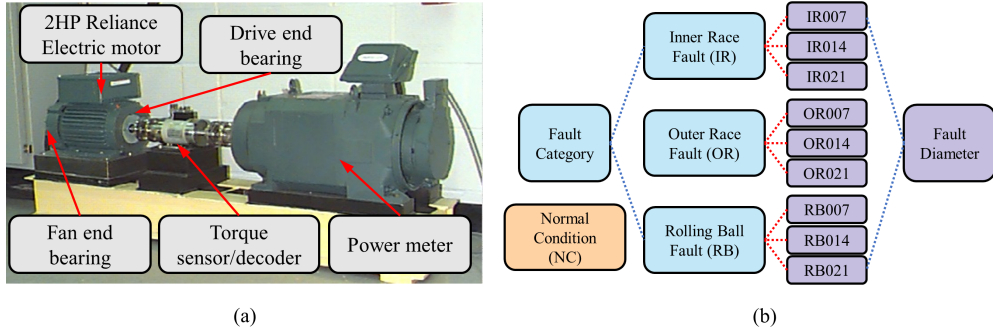 2HP Reliance
Electric motor
Drive end
bearing
Fan end
bearing
Torque
sensor/decoder
Power meter
(a)
Fault
Category
Normal
Condition
(NC)
Inner Race
Fault (IR)
Outer Race
Fault (OR)
Rolling Ball
Fault (RB)
IR007
IR014
IR021
OR007
OR014
OR021
RB007
RB014
RB021
Fault
Diameter
(b)